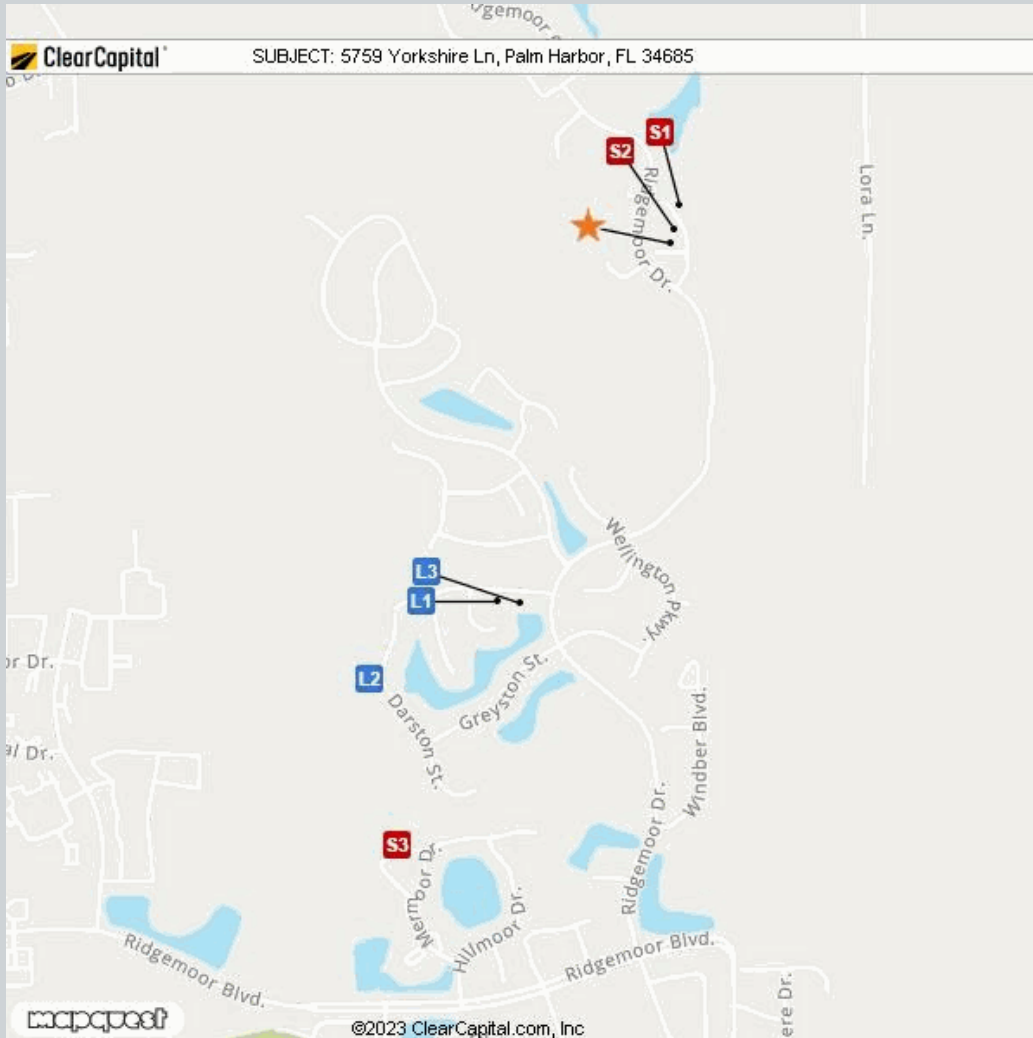 ClearCapital
SUBJECT: 5759 Yorkshire Ln, Palm Harbor, FL 34685
S1
S2
Ridgemoor Dr.
Lora Ln.
L3
L1
L2
Wellington Pkwy.
Greyston St.
Darston St.
Windber Blvd.
Ridgemoor Dr.
S3
Mermoor Dr.
Hillmoor Dr.
Ridgemoor Blvd.
Ridgemoor Blvd.
mapquest
©2023 ClearCapital.com, Inc